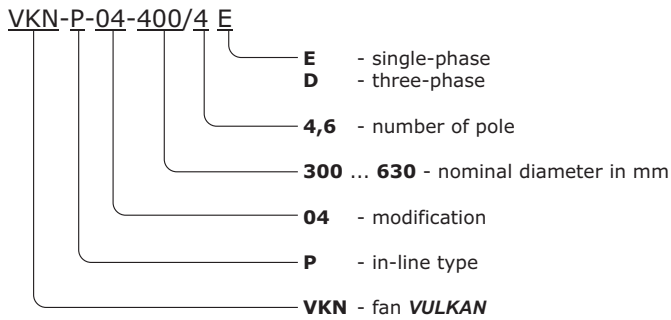 VKN-P-04-400/4 E
E - single-phase
D - three-phase
4,6 - number of pole
300 ... 630 - nominal diameter in mm
04 - modification
P - in-line type
VKN - fan VULKAN